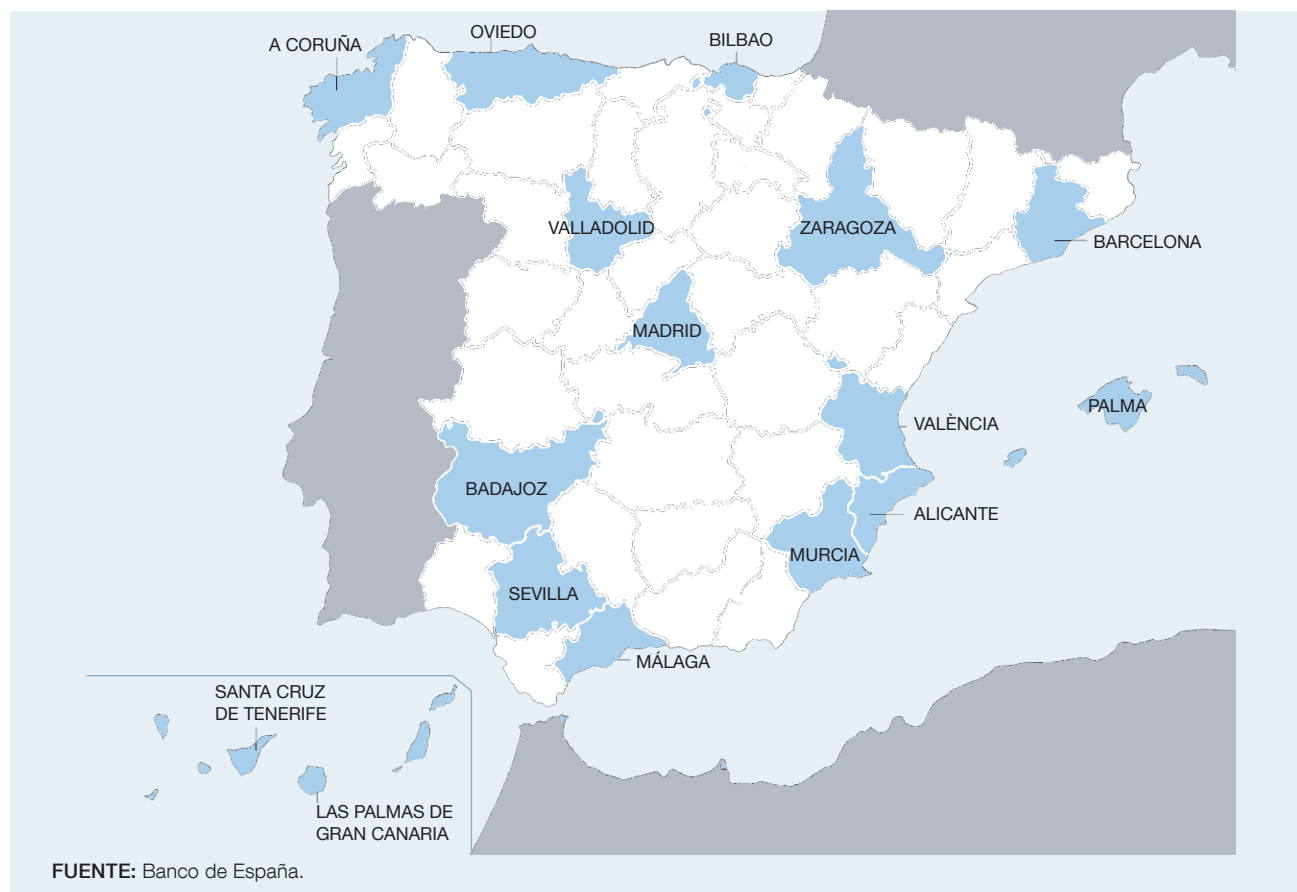 OVIEDO
BILBAO
A CORUÑA
VALLADOLID
ZARAGOZA
BARCELONA
MADRID
PALMA
VALÈNCIA
BADAJOZ
ALICANTE
MURCIA
SEVILLA
MÁLAGA
SANTA CRUZ
DE TENERIFE
LAS PALMAS DE
GRAN CANARIA
FUENTE: Banco de España.